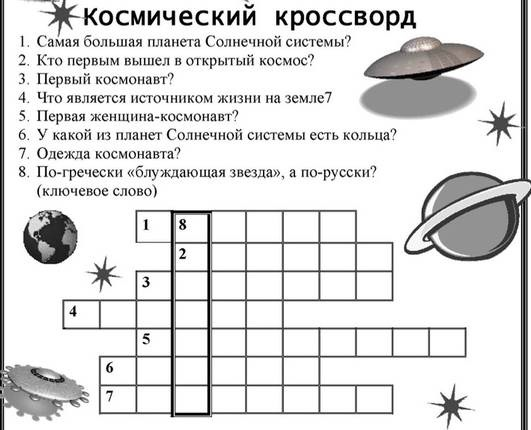 Космический кроссворд
1. Самая большая планета Солнечной системы?
2. Кто первым вышел в открытый космос?
3. Первый космонавт?
4. Что является источником жизни на земле7
5. Первая женщина-космонавт?
6. У какой из планет Солнечной системы есть кольца?
7. Одежда космонавта?
8. По-гречески «блуждающая звезда», а по-русски?
(ключевое слово)
1 8
2
3
4
5
6
7